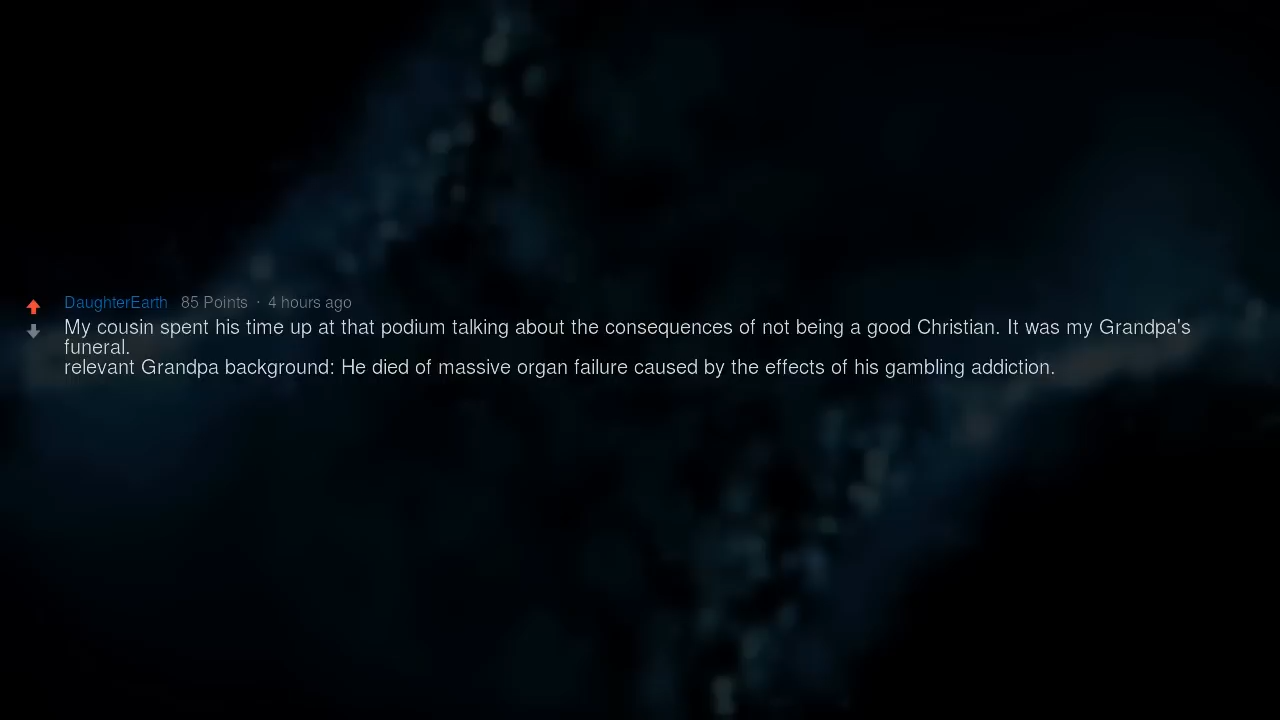 DaughterEarth 85 Points · 4 hours ago
My cousin spent his time up at that podium talking about the consequences of not being a good Christian. It was my Grandpa's
funeral.
relevant Grandpa background: He died of massive organ failure caused by the effects of his gambling addiction.